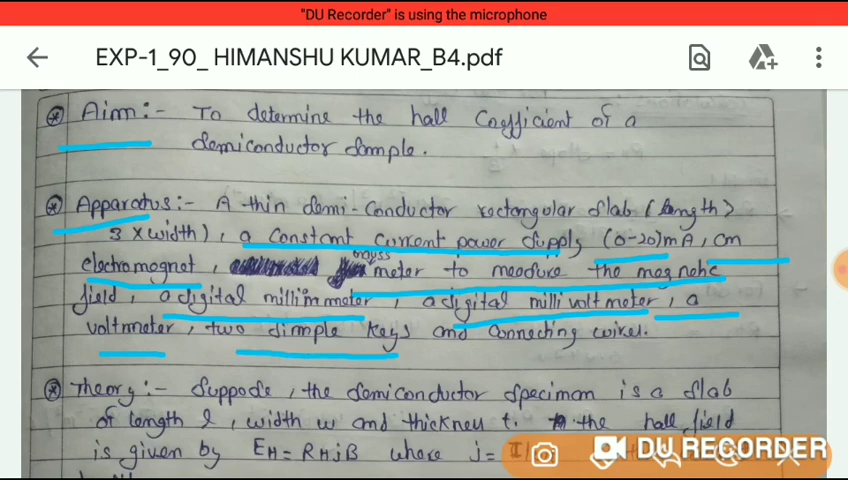 "DU Recorder" is using the microphone
EXP-1_90_ HIMANSHU KUMAR_B4.pdf
Aim:- To determine the hall Coefficient of a
Semiconductor Sample.
Apparatus:- A thin Semi-Conductor rectangular slab (length>
3 x width), a Constant Current power Supply (0-20)mA, cm
electromagnet, gauss meter to measure the magnetic
field, a digital millimmeter, a digital millivoltmeter, a
voltmeter, two simple Keys and Connecting wires.
Theory:- Suppose, the Semiconductor Specimen is a slab
of length l, width w and thickness t. the hall field
is given by EH = RHjB where j= I/
DU RECORDER